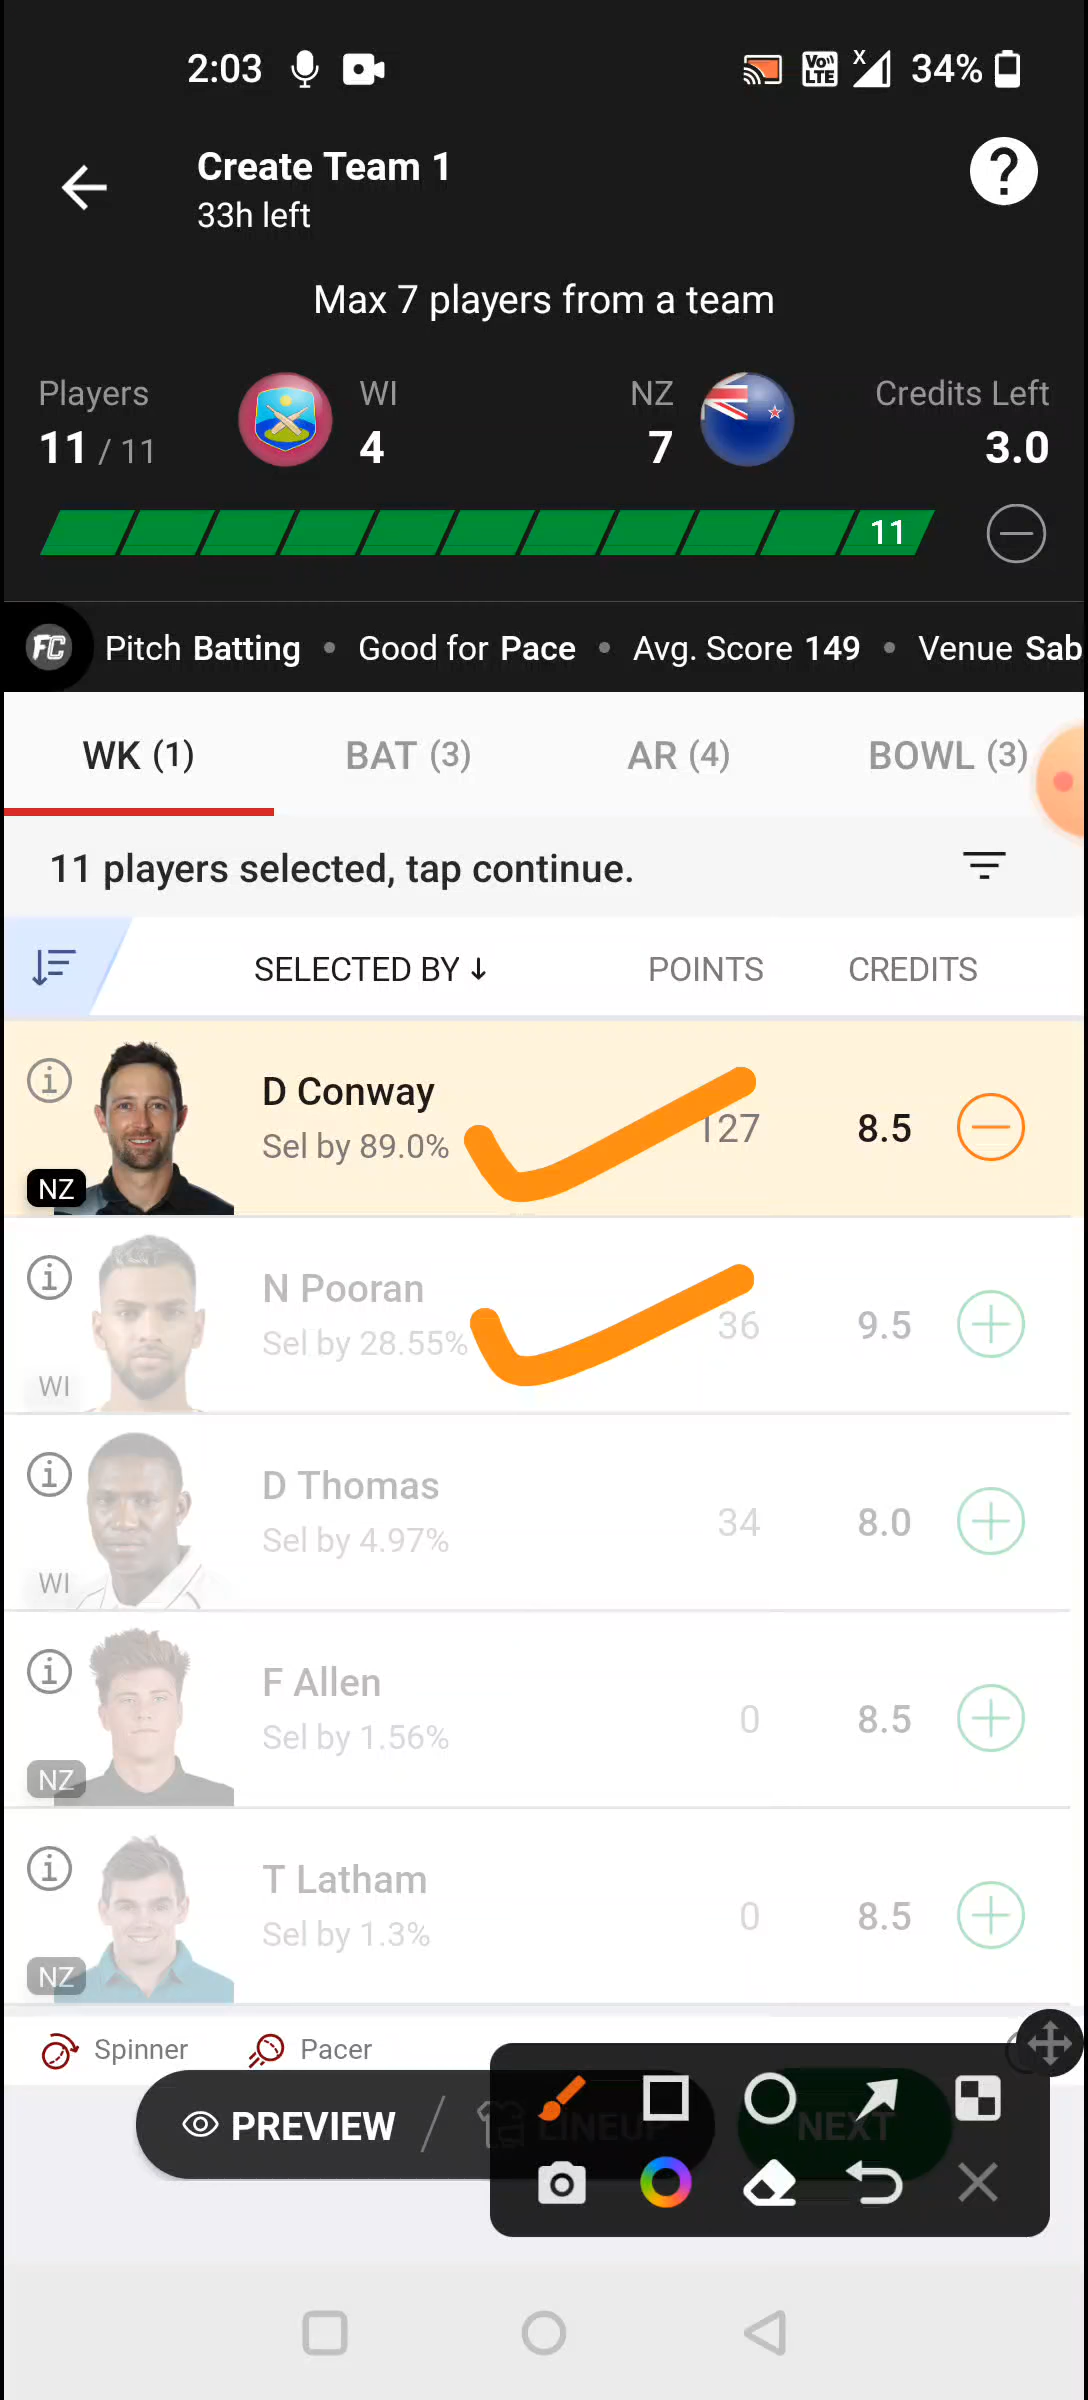 2:03 Vo)) LTE X 34%
Create Team 1
33h left
Max 7 players from a team
Players WI NZ Credits Left
11 / 11 4 7 3.0
11
FC Pitch Batting • Good for Pace • Avg. Score 149 • Venue Sab
WK (1) BAT (3) AR (4) BOWL (3)
11 players selected, tap continue.
SELECTED BY ↓ POINTS CREDITS
D Conway
Sel by 89.0% 127 8.5
NZ
N Pooran
Sel by 28.55% 36 9.5
WI
D Thomas
Sel by 4.97% 34 8.0
WI
F Allen
Sel by 1.56% 0 8.5
NZ
T Latham
Sel by 1.3% 0 8.5
NZ
Spinner Pacer
PREVIEW / LINEUP NEXT